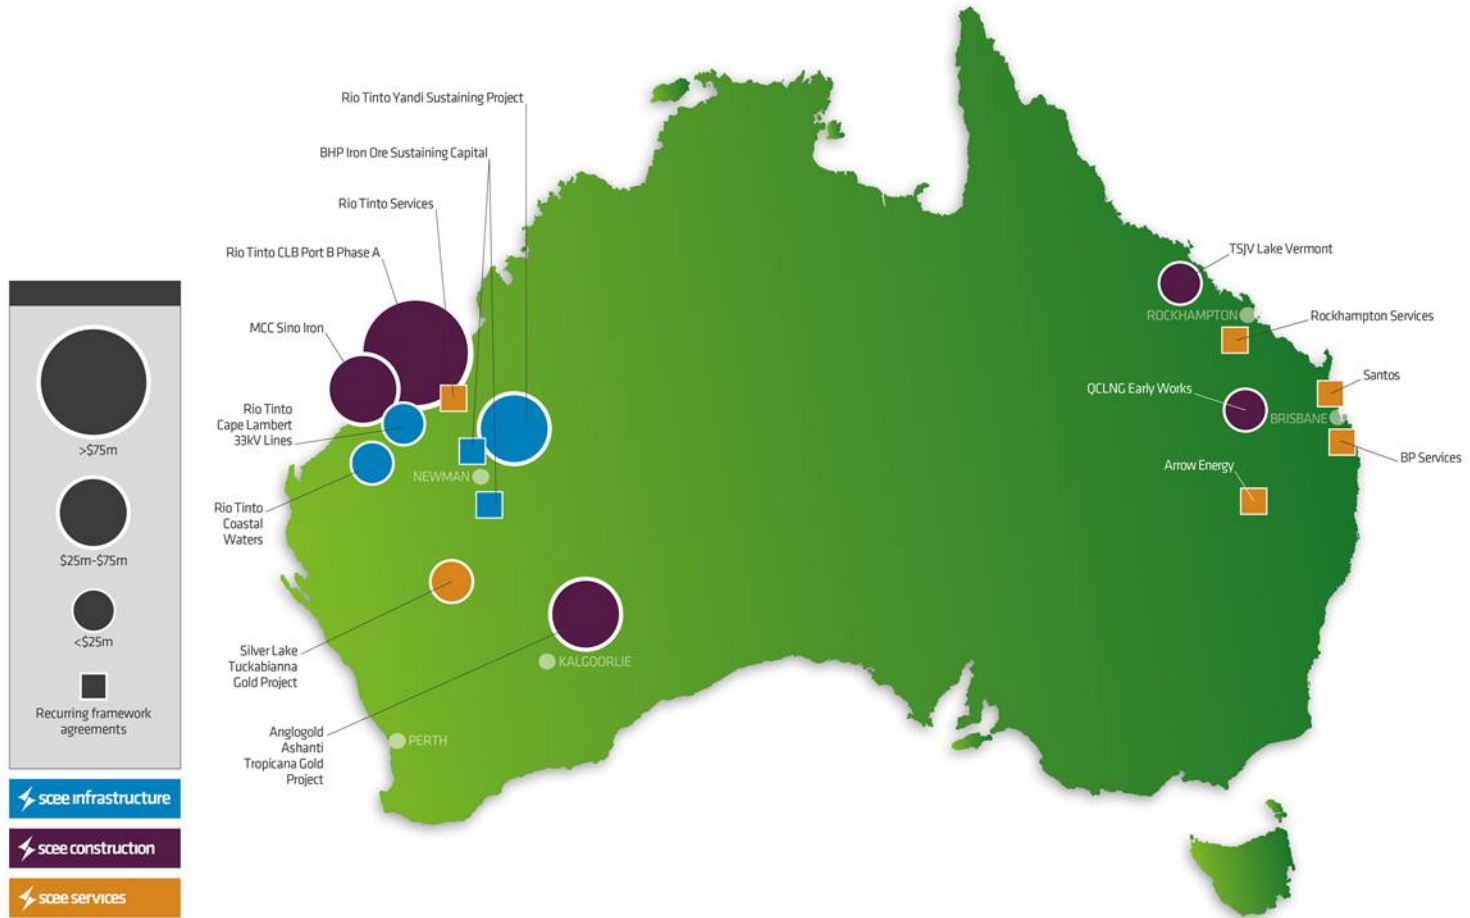 Rio Tinto Yandi Sustaining Project
BHP Iron Ore Sustaining Capital
Rio Tinto Services
Rio Tinto CLB Port B Phase A
MCC Sino Iron
Rio Tinto
Cape Lambert
33kV Lines
NEWMAN
Rio Tinto
Coastal
Waters
Silver Lake
Tuckabianna
Gold Project
KALGOORLIE
Anglogold
Ashanti
Tropicana Gold
Project
PERTH
TSJV Lake Vermont
ROCKHAMPTON
Rockhampton Services
Santos
QCLNG Early Works
BRISBANE
BP Services
Arrow Energy
>$75m
$25m-$75m
<$25m
Recurring framework
agreements
scee infrastructure
scee construction
scee services